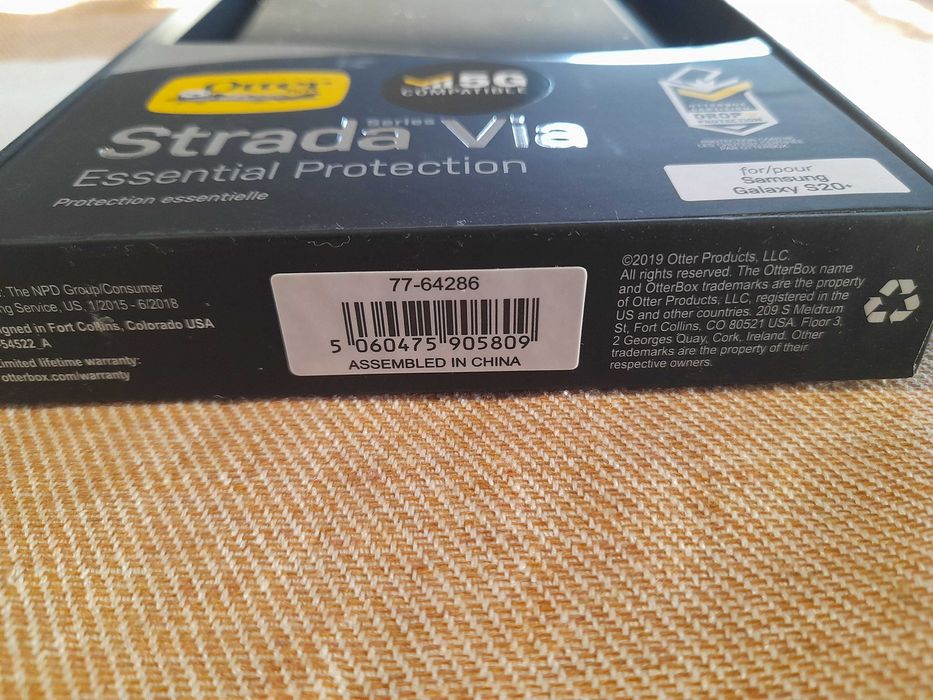 Otter
5G
COMPATIBLE
Strada Series Via
Essential Protection
Protection essentielle
DROP
PROTECTION
for/pour
Samsung
Galaxy S20+
The NPD Group/Consumer
ng Service, US, 1/2015 - 6/2018
igned in Fort Collins, Colorado USA
54522_A
imited lifetime warranty:
otterbox.com/warranty
77-64286
5 060475 905809
ASSEMBLED IN CHINA
©2019 Otter Products, LLC.
All rights reserved. The OtterBox name
and OtterBox trademarks are the property
of Otter Products, LLC, registered in the
US and other countries. 209 S Meldrum
St, Fort Collins, CO 80521 USA. Floor 3,
2 Georges Quay, Cork, Ireland. Other
trademarks are the property of their
respective owners.